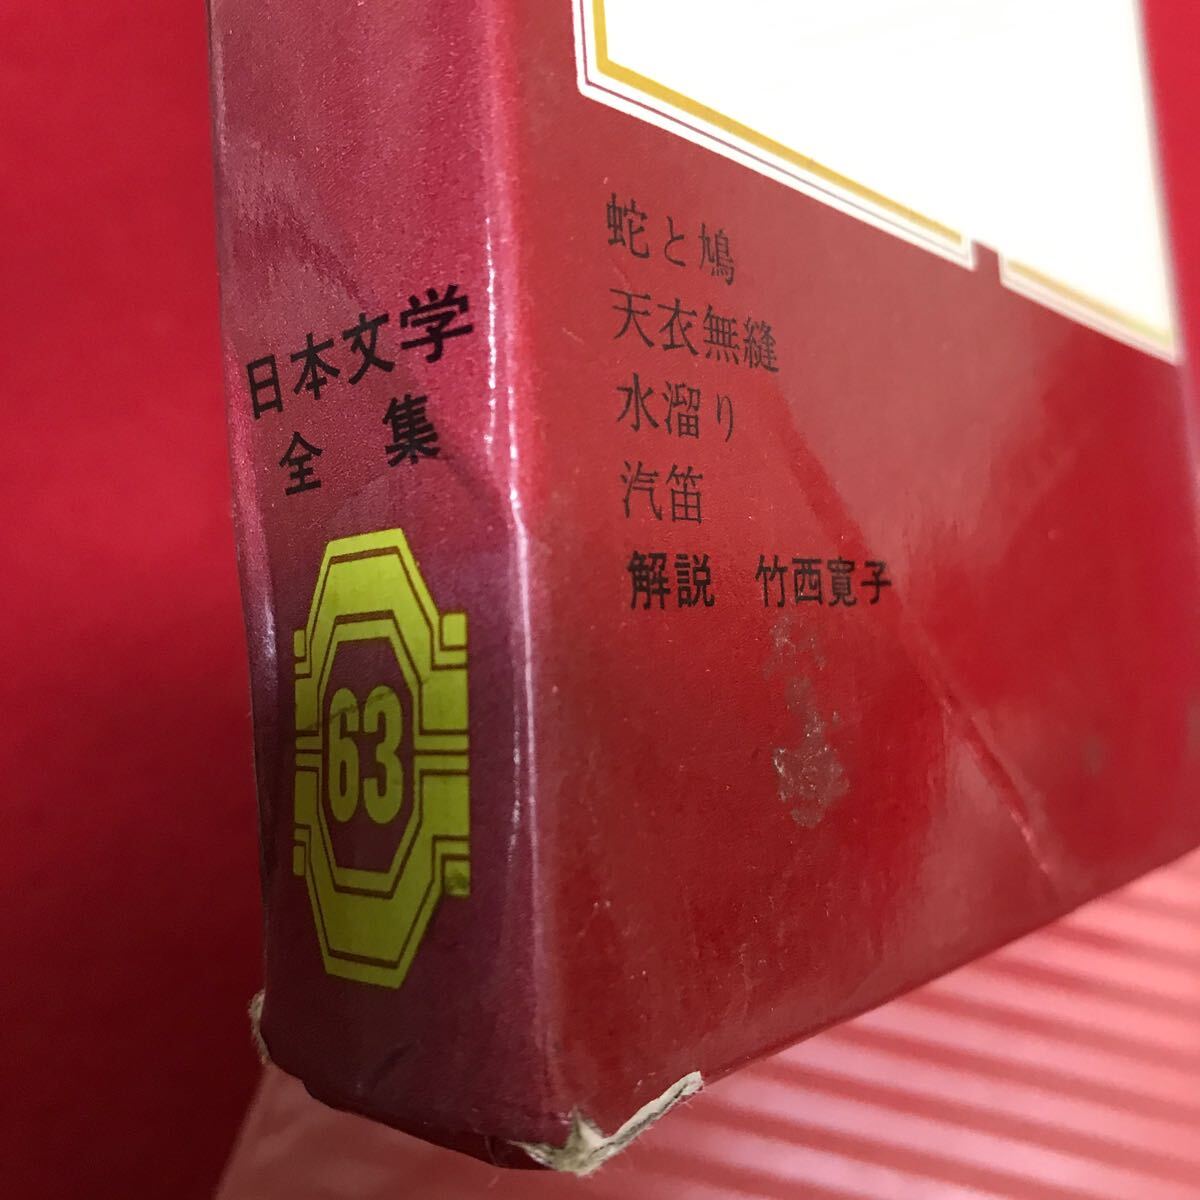 日本文学
全 集
63
蛇と鳩
天衣無縫
水溜り
汽笛
解説 竹西寛子